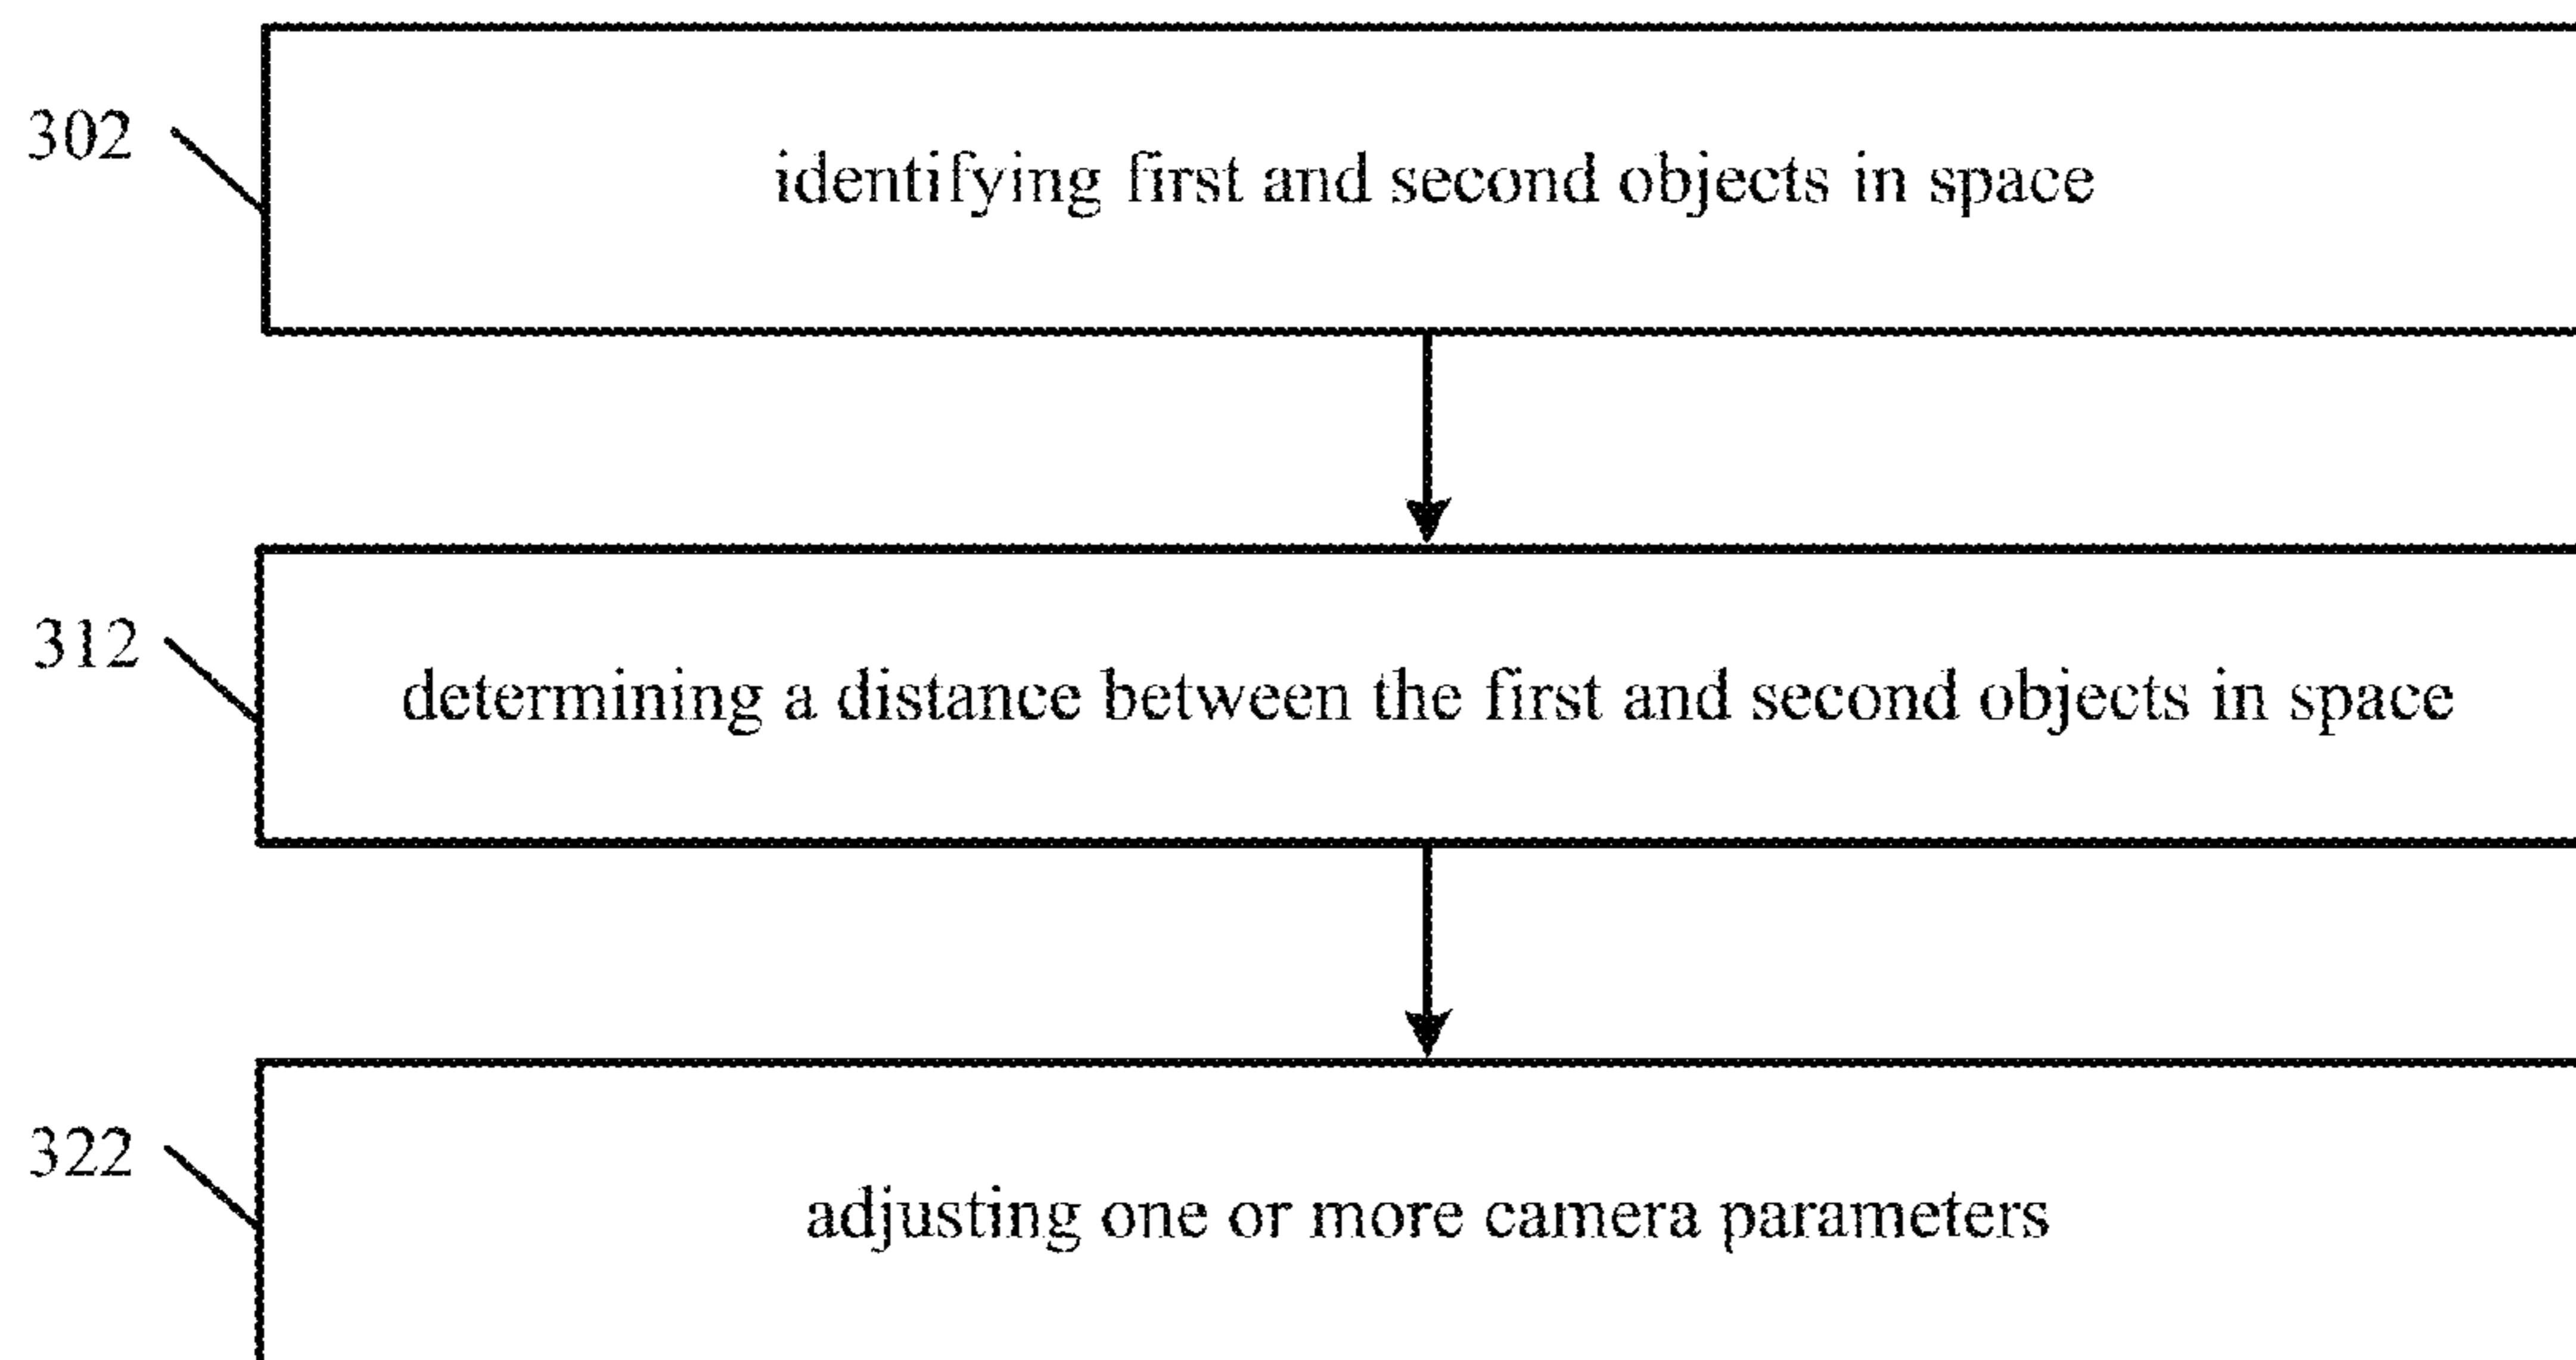 302
identifying first and second objects in space
312
determining a distance between the first and second objects in space
322
adjusting one or more camera parameters